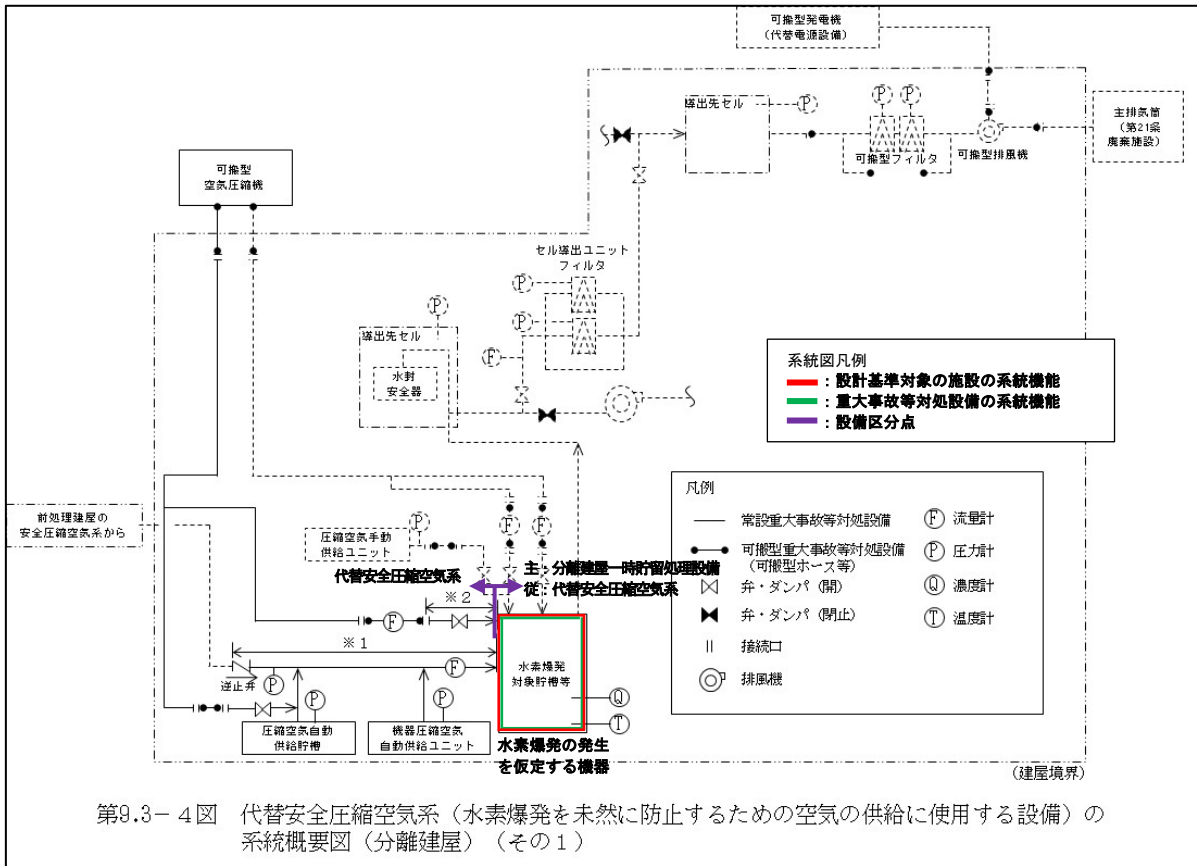 可搬型発電機
(代替電源設備)
導出先セル
P
P
P
主排気筒
(第21条
廃棄施設)
可搬型フィルタ
可搬型排風機
可搬型
空気圧縮機
セル導出ユニット
フィルタ
P
P
P
F
導出先セル
水封
安全器
系統図凡例
:設計基準対象の施設の系統機能
:重大事故等対処設備の系統機能
:設備区分点
凡例
常設重大事故等対処設備
可搬型重大事故等対処設備
(可搬型ホース等)
弁・ダンパ(開)
弁・ダンパ(閉止)
接続口
排風機
F 流量計
P 圧力計
Q 濃度計
T 温度計
前処理建屋の
安全圧縮空気系から
P
圧縮空気手動
供給ユニット
F
F
代替安全圧縮空気系
主:分離建屋一時貯留処理設備
従:代替安全圧縮空気系
※2
F
※1
逆止弁
P
F
P
P
圧縮空気自動
供給貯槽
機器圧縮空気
自動供給ユニット
水素爆発
対象貯槽等
Q
T
水素爆発の発生
を仮定する機器
(建屋境界)
第9.3-4図 代替安全圧縮空気系(水素爆発を未然に防止するための空気の供給に使用する設備)の
系統概要図(分離建屋)(その1)